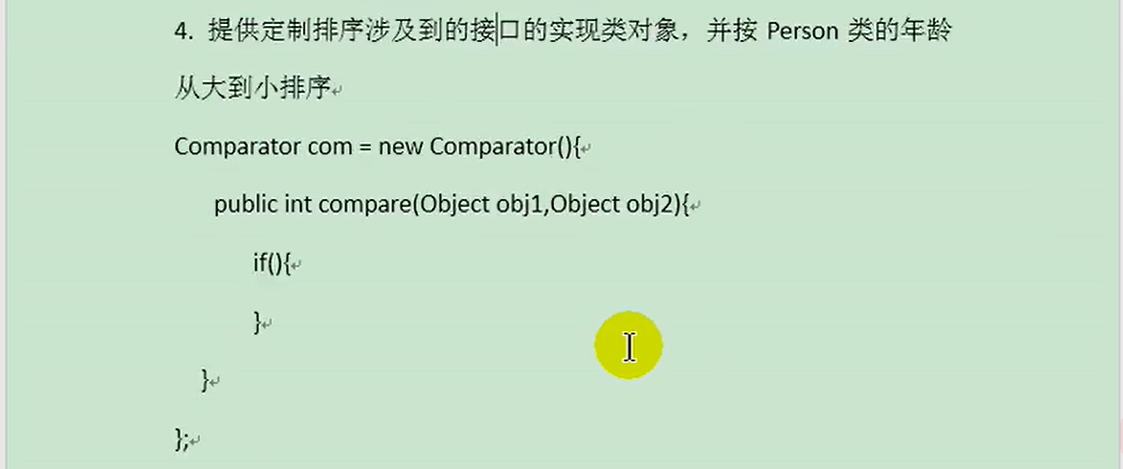 4. 提供定制排序涉及到的接口的实现类对象，并按 Person 类的年龄
从大到小排序
Comparator com = new Comparator(){
public int compare(Object obj1,Object obj2){
if(){
}
}
};